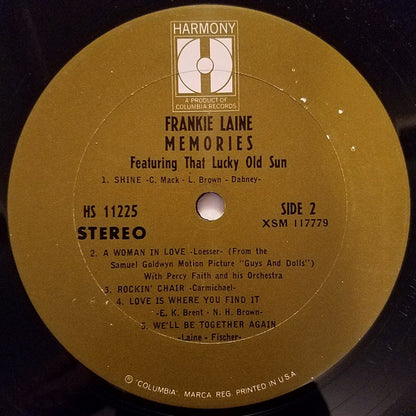 HARMONY
H
A PRODUCT OF
COLUMBIA RECORDS
FRANKIE LAINE
MEMORIES
Featuring That Lucky Old Sun
1. SHINE -C. Mack- L. Brown -Dabney-
HS 11225
SIDE 2
STEREO
XSM 117779
2. A WOMAN IN LOVE -Loesser- (From the
Samuel Goldwyn Motion Picture "Guys And Dolls")
With Percy Faith and his Orchestra
3. ROCKIN' CHAIR -Carmichael-
4. LOVE IS WHERE YOU FIND IT
-E. K. Brent - N. H. Brown-
5. WE'LL BE TOGETHER AGAIN
-Laine - Fischer-
Ⓡ "COLUMBIA", MARCA REG. PRINTED IN U.S.A.